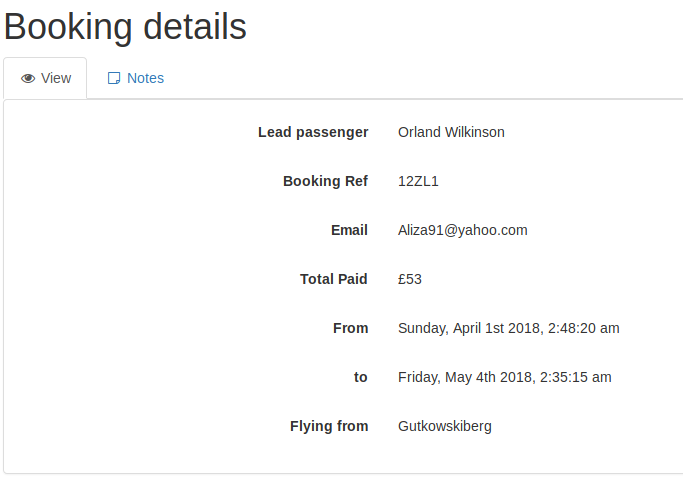 Booking details
View Notes
Lead passenger Orland Wilkinson
Booking Ref 12ZL1
Email Aliza91@yahoo.com
Total Paid £53
From Sunday, April 1st 2018, 2:48:20 am
to Friday, May 4th 2018, 2:35:15 am
Flying from Gutkowskiberg